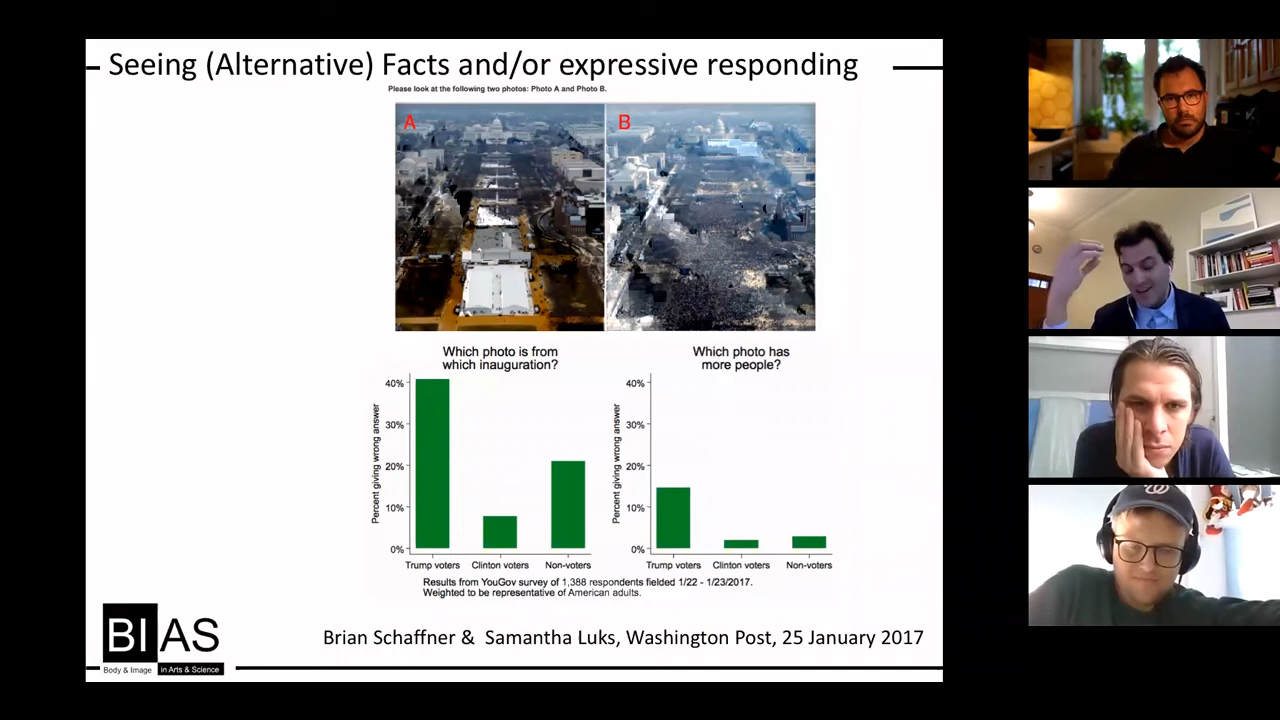 Seeing (Alternative) Facts and/or expressive responding
Please look at the following two photos: Photo A and Photo B.
A
B
Which photo is from
which inauguration?
Percent giving wrong answer
40%
30%
20%
10%
0%
Trump voters
Clinton voters
Non-voters
Which photo has
more people?
Percent giving wrong answer
40%
30%
20%
10%
0%
Trump voters
Clinton voters
Non-voters
Results from YouGov survey of 1,388 respondents fielded 1/22 - 1/23/2017.
Weighted to be representative of American adults.
Brian Schaffner & Samantha Luks, Washington Post, 25 January 2017
BIAS
Body & Image in Arts & Science
W